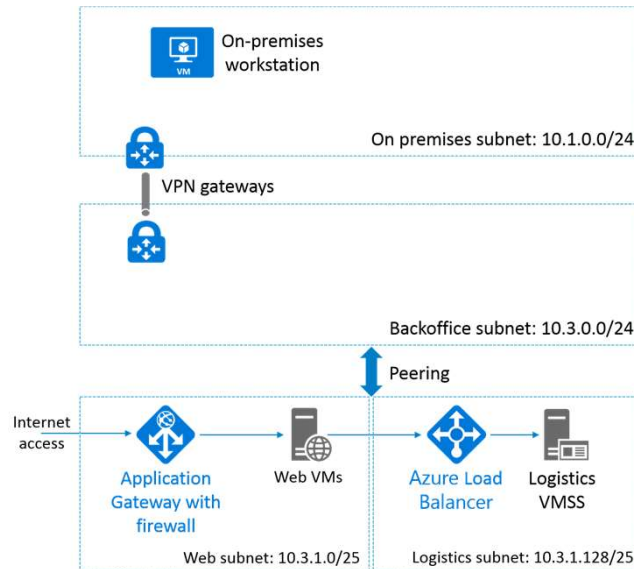 On-premises
workstation
VM
On premises subnet: 10.1.0.0/24
VPN gateways
Backoffice subnet: 10.3.0.0/24
Peering
Internet
access
Application
Gateway with
firewall
Web VMs
Azure Load
Balancer
Logistics
VMSS
Web subnet: 10.3.1.0/25
Logistics subnet: 10.3.1.128/25